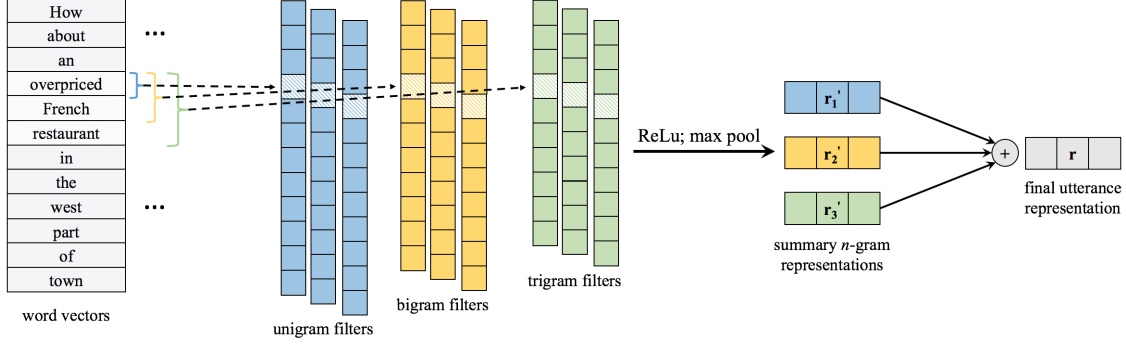 How
about
an
overpriced
French
restaurant
in
the
west
part
of
town
...
...
word vectors
unigram filters
bigram filters
trigram filters
ReLu; max pool
r₁'
r₂'
r₃'
summary n-gram
representations
+
r
final utterance
representation